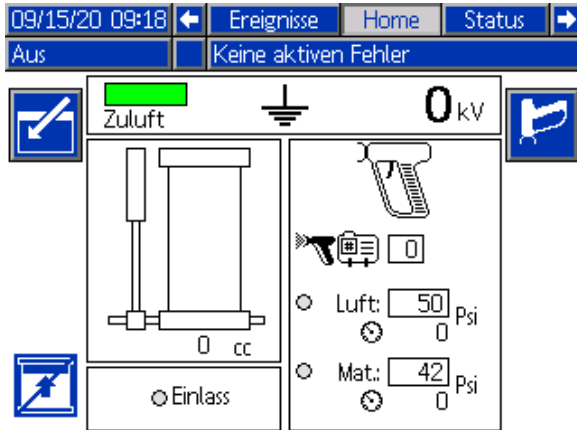 09/15/20 09:18 Ereignisse Home Status
Aus Keine aktiven Fehler
Zuluft 0 kV
0 cc
Einlass
# 0
Luft: 50 Psi
0
Mat.: 42 Psi
0